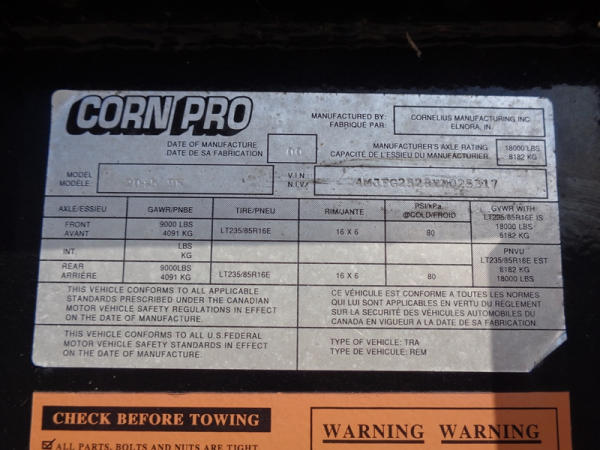 CORN PRO
MANUFACTURED BY:
FABRIQUÉ PAR:
CORNELIUS MANUFACTURING INC
ELNORA, IN.
DATE OF MANUFACTURE
DATE DE SA FABRICATION
MANUFACTURER'S AXLE RATING
CAPACITÉ DE L'ESSIEU DU MANUFACTURIER
18000 LBS
8182 KG
MODEL
MODÈLE
V.I.N.
N.I.V.
AXLE/ESSIEU
GAWR/PNBE
TIRE/PNEU
RIM/JANTE
PSI/kPa.
@COLD/FROID
GVWR WITH
LT235/85R16E IS
18000 LBS
8182 KG
FRONT
AVANT
9000 LBS
4091 KG
LT235/85R16E
16 X 6
80
INT.
LBS
KG
PNVU
LT235/85R16E EST
8182 KG
18000 LBS
REAR
ARRIÈRE
9000LBS
4091 KG
LT235/85R16E
16 X 6
80
THIS VEHICLE CONFORMS TO ALL APPLICABLE
STANDARDS PRESCRIBED UNDER THE CANADIAN
MOTOR VEHICLE SAFETY REGULATIONS IN EFFECT
ON THE DATE OF MANUFACTURE.
CE VÉHICULE EST CONFORME A TOUTES LES NORMES
QUI LUI SONT APPLICABLES EN VERTU DU RÈGLEMENT
SUR LA SECURITÉ DES VÉHICULES AUTOMOBILES DU
CANADA EN VIGUEUR A LA DATE DE SA FABRICATION.
THIS VEHICLE CONFORMS TO ALL U.S.FEDERAL
MOTOR VEHICLE SAFETY STANDARDS IN EFFECT
ON THE DATE OF MANUFACTURE.
TYPE OF VEHICLE: TRA
TYPE DE VEHICULE: REM
CHECK BEFORE TOWING
ALL PARTS, BOLTS AND NUTS ARE TIGHT
WARNING WARNING